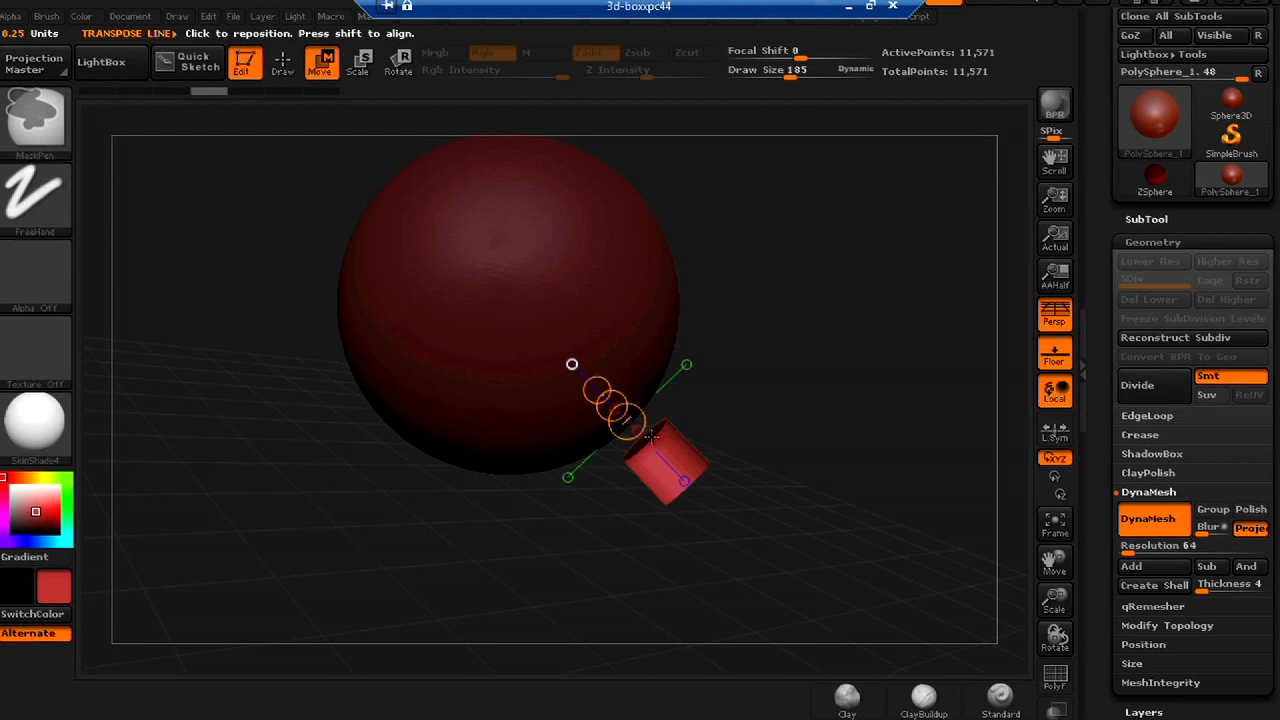 3d-boxxpc44
Alpha Brush Color Document Draw Edit File Layer Light Macro
0.25 Units TRANSPOSE LINE Click to reposition. Press shift to align.
Projection Master
LightBox
Quick Sketch
Edit Draw Move Scale Rotate
Mrgb Rgb M Zadd Zsub Zcut
Rgb Intensity Z Intensity
Focal Shift 0
Draw Size 185 Dynamic
ActivePoints: 11,571
TotalPoints: 11,571
MaskPen
FreeHand
Alpha Off
Texture Off
SkinShade4
Gradient
SwitchColor
Alternate
BPR
SPix
Scroll
Zoom
Actual
AAHalf
Persp
Floor
Local
L.Sym
XYZ
Frame
Move
Scale
Rotate
PolyF
Clone All SubTools
GoZ All Visible R
Lightbox Tools
PolySphere_1. 48 R
PolySphere_1
Sphere3D
SimpleBrush
ZSphere
PolySphere_1
SubTool
Geometry
Lower Res Higher Res
SDiv Cage Rstr
Del Lower Del Higher
Freeze SubDivision Levels
Reconstruct Subdiv
Convert BPR To Geo
Divide Smt
Suv RelUV
EdgeLoop
Crease
ShadowBox
ClayPolish
DynaMesh
DynaMesh Group Polish
Blur Proje
Resolution 64
Add Sub And
Create Shell Thickness 4
qRemesher
Modify Topology
Position
Size
MeshIntegrity
Layers
Clay ClayBuildup Standard